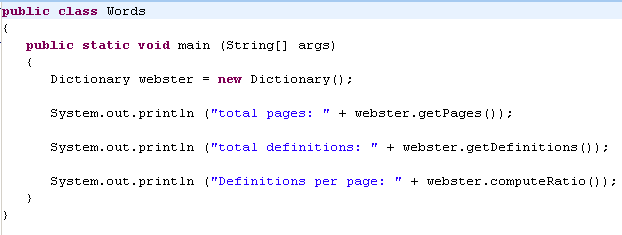 public class Words
{
public static void main (String[] args)
{
Dictionary webster = new Dictionary();
System.out.println ("total pages: " + webster.getPages());
System.out.println ("total definitions: " + webster.getDefinitions());
System.out.println ("Definitions per page: " + webster.computeRatio());
}
}